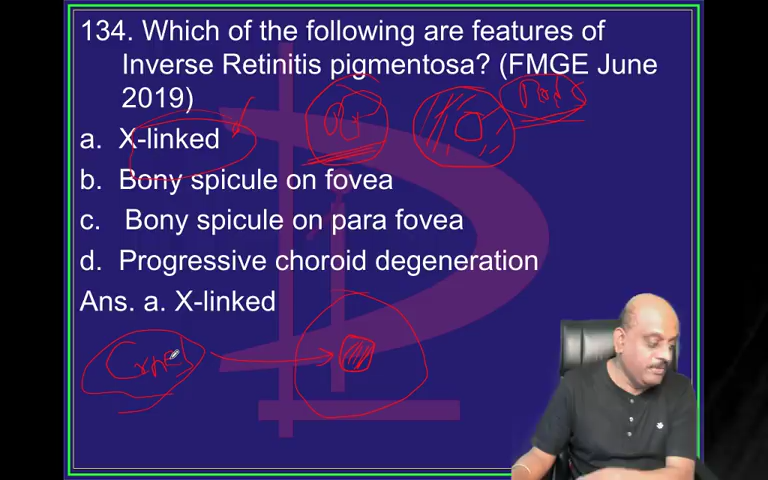 134. Which of the following are features of
Inverse Retinitis pigmentosa? (FMGE June
2019)
a. X-linked
b. Bony spicule on fovea
c. Bony spicule on para fovea
d. Progressive choroid degeneration
Ans. a. X-linked